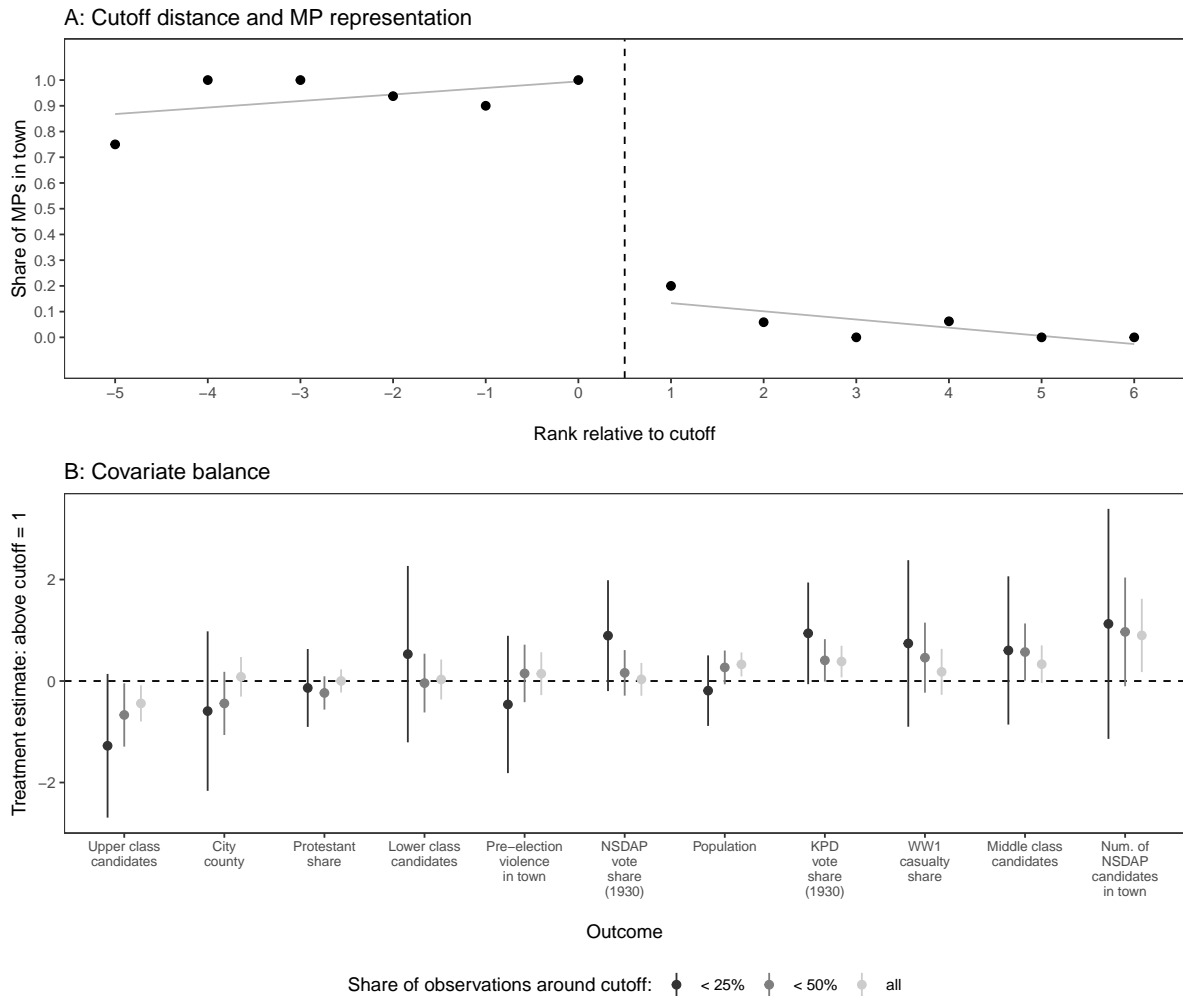 A: Cutoff distance and MP representation
Share of MPs in town
1.0
0.9
0.8
0.7
0.6
0.5
0.4
0.3
0.2
0.1
0.0
−5 −4 −3 −2 −1 0 1 2 3 4 5 6
Rank relative to cutoff
B: Covariate balance
Treatment estimate: above cutoff = 1
2
0
−2
Upper class
candidates
City
county
Protestant
share
Lower class
candidates
Pre−election
violence
in town
NSDAP
vote
share
(1930)
Population
KPD
vote
share
(1930)
WW1
casualty
share
Middle class
candidates
Num. of
NSDAP
candidates
in town
Outcome
Share of observations around cutoff: < 25% < 50% all